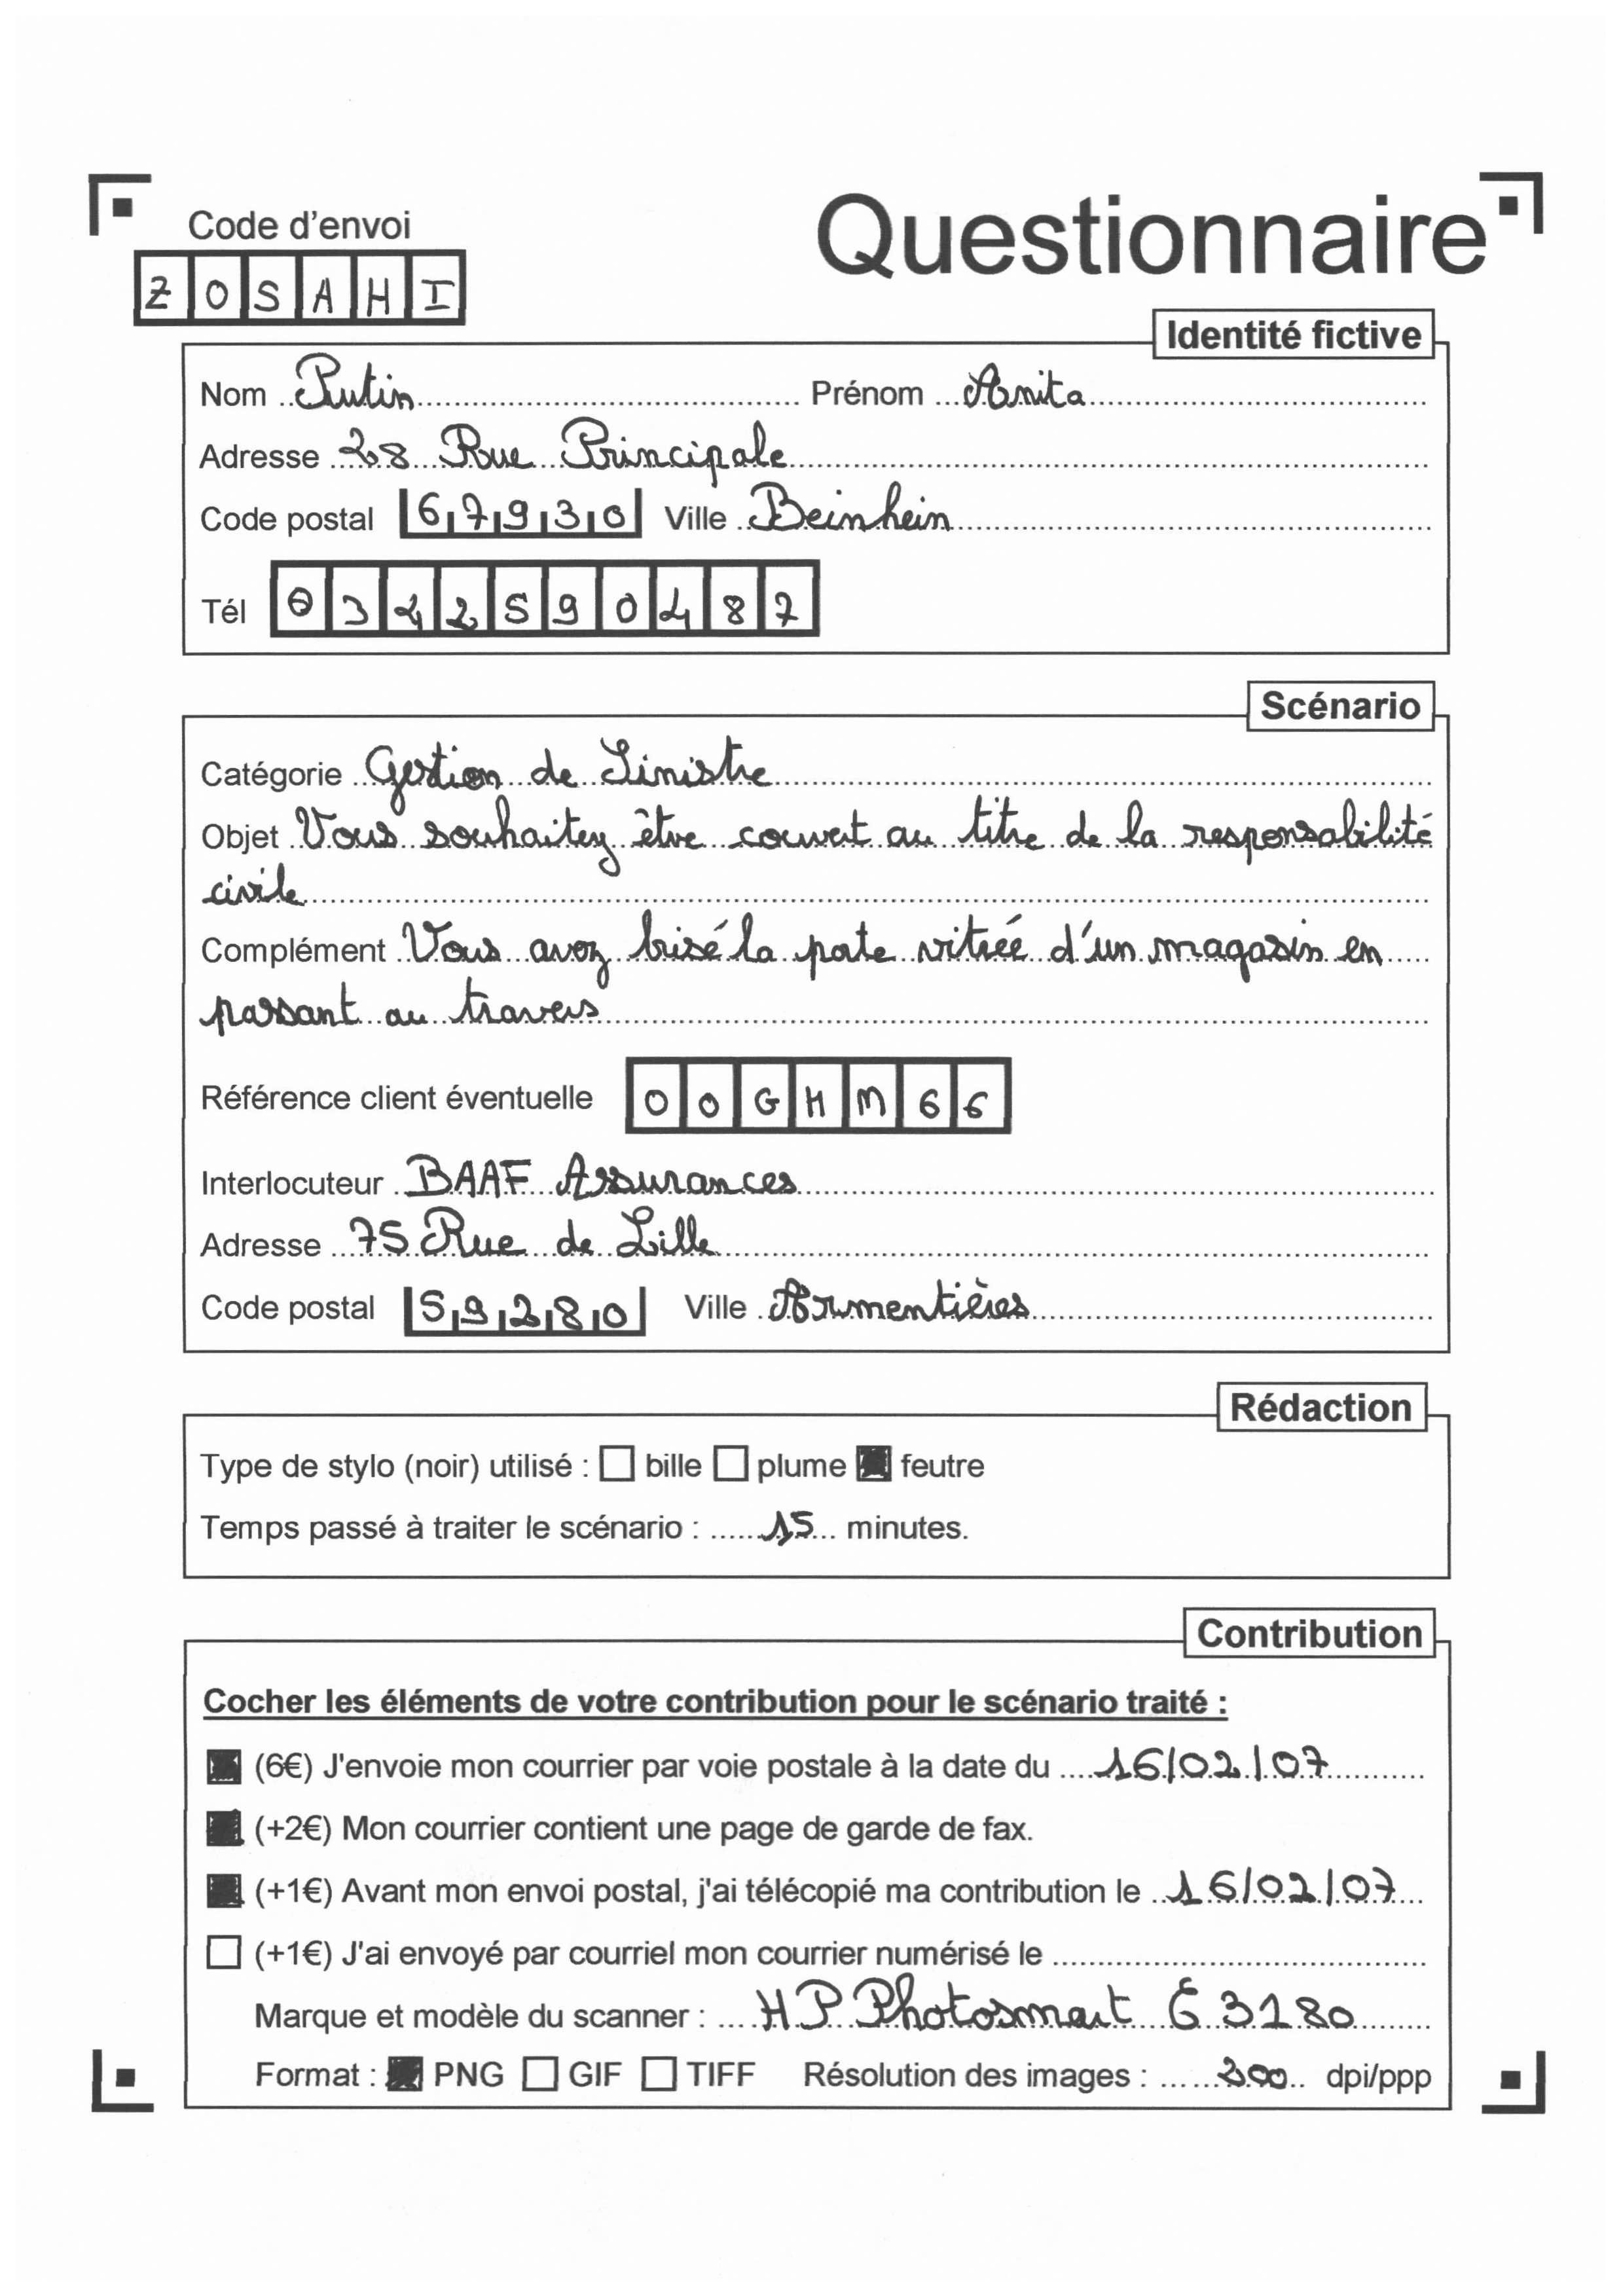 Code d'envoi
Questionnaire
Z O S A H I
Identité fictive
Nom Putin Prénom Anita
Adresse 28 Rue Principale
Code postal 67930 Ville Beinhein
Tél 0342590487
Scénario
Catégorie Gestion de Sinistre
Objet Vous souhaitez être couvert au titre de la responsabilité
civile
Complément Vous avez brisé la porte vitrée d'un magasin en
passant au travers
Référence client éventuelle 00GHM66
Interlocuteur BAAF Assurances
Adresse 75 Rue de Lille
Code postal 59280 Ville Armentières
Rédaction
Type de stylo (noir) utilisé : bille plume feutre
Temps passé à traiter le scénario : 15 minutes.
Contribution
Cocher les éléments de votre contribution pour le scénario traité :
(6€) J'envoie mon courrier par voie postale à la date du 16/02/07
(+2€) Mon courrier contient une page de garde de fax.
(+1€) Avant mon envoi postal, j'ai télécopié ma contribution le 16/02/07
(+1€) J'ai envoyé par courriel mon courrier numérisé le
Marque et modèle du scanner : HP Photosmart 3180
Format : PNG GIF TIFF Résolution des images : 200 dpi/ppp